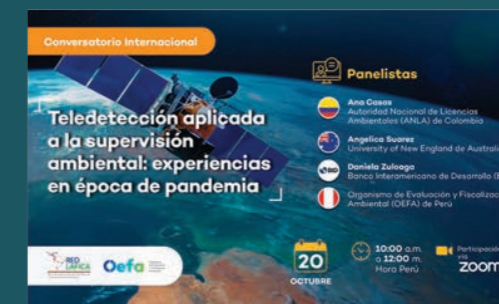 Conversatorio Internacional
Teledetección aplicada
a la supervisión
ambiental: experiencias
en época de pandemia
Panelistas
Ana Casas
Autoridad Nacional de Licencias
Ambientales (ANLA) de Colombia
Angelica Suarez
University of New England de Australia
BID
Daniela Zuloaga
Banco Interamericano de Desarrollo (B
Organismo de Evaluación y Fiscalización
Ambiental (OEFA) de Perú
RED
LAFICA
Oefa
20
OCTUBRE
10:00 a.m.
a 12:00 m.
Hora Perú
Participación
vía
zoom